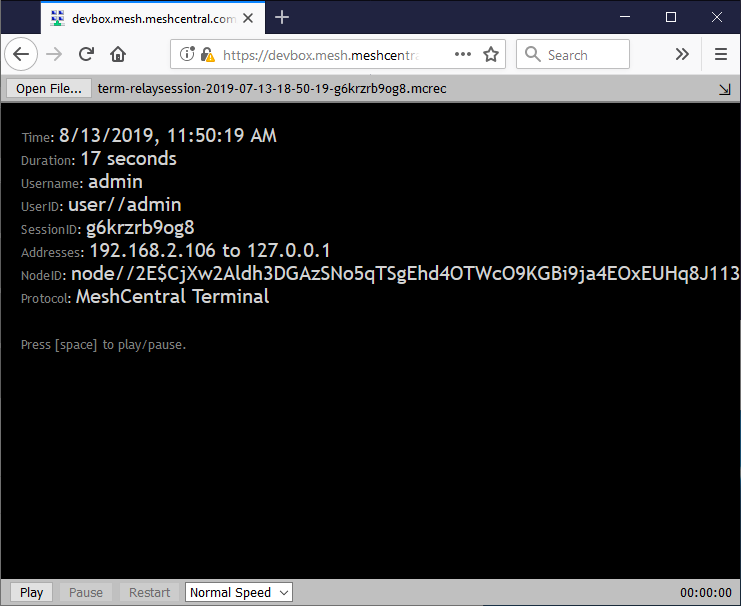 devbox.mesh.meshcentral.com
https://devbox.mesh.meshcentra
Search
Open File...
term-relaysession-2019-07-13-18-50-19-g6krzrb9og8.mcrec
Time: 8/13/2019, 11:50:19 AM
Duration: 17 seconds
Username: admin
UserID: user//admin
SessionID: g6krzrb9og8
Addresses: 192.168.2.106 to 127.0.0.1
NodeID: node//2E$CjXw2Aldh3DGAzSNo5qTSgEhd4OTWcO9KGBi9ja4EOxEUHq8J113
Protocol: MeshCentral Terminal
Press [space] to play/pause.
Play Pause Restart Normal Speed 00:00:00